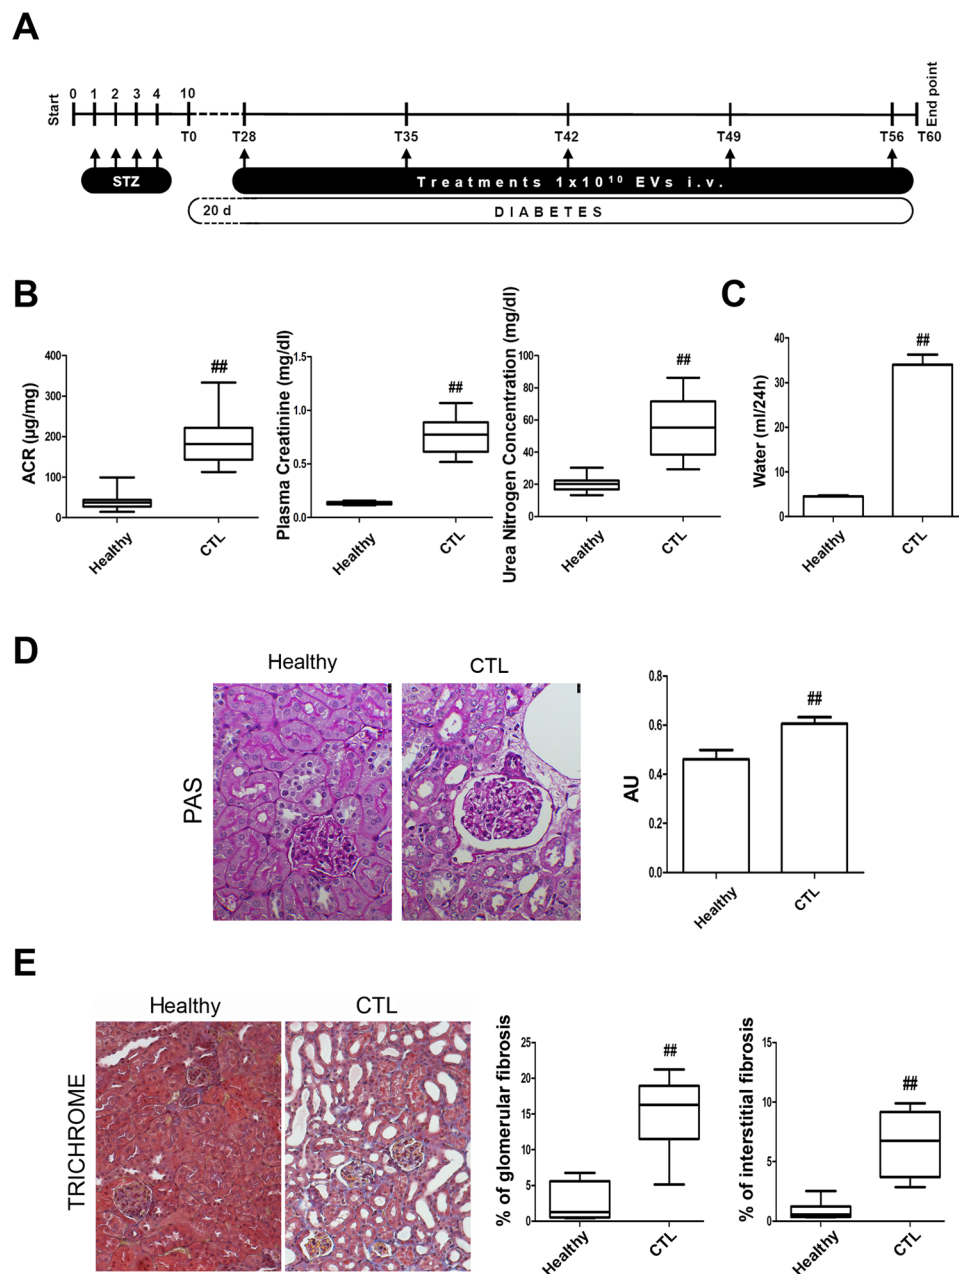 A
Start
0 1 2 3 4 10
End point
T0 T28 T35 T42 T49 T56 T60
STZ
Treatments 1x10¹⁰ EVs i.v.
20 d
DIABETES
B
ACR (µg/mg)
400
300
200
100
0
##
Healthy
CTL
Plasma Creatinine (mg/dl)
1.5
1.0
0.5
0.0
##
Healthy
CTL
Urea Nitrogen Concentration (mg/dl)
100
80
60
40
20
0
##
Healthy
CTL
C
Water (ml/24h)
40
30
20
10
0
##
Healthy
CTL
D
Healthy
CTL
PAS
AU
0.8
0.6
0.4
0.2
0.0
##
Healthy
CTL
E
Healthy
CTL
TRICHROME
% of glomerular fibrosis
25
20
15
10
5
0
##
Healthy
CTL
% of interstitial fibrosis
15
10
5
0
##
Healthy
CTL